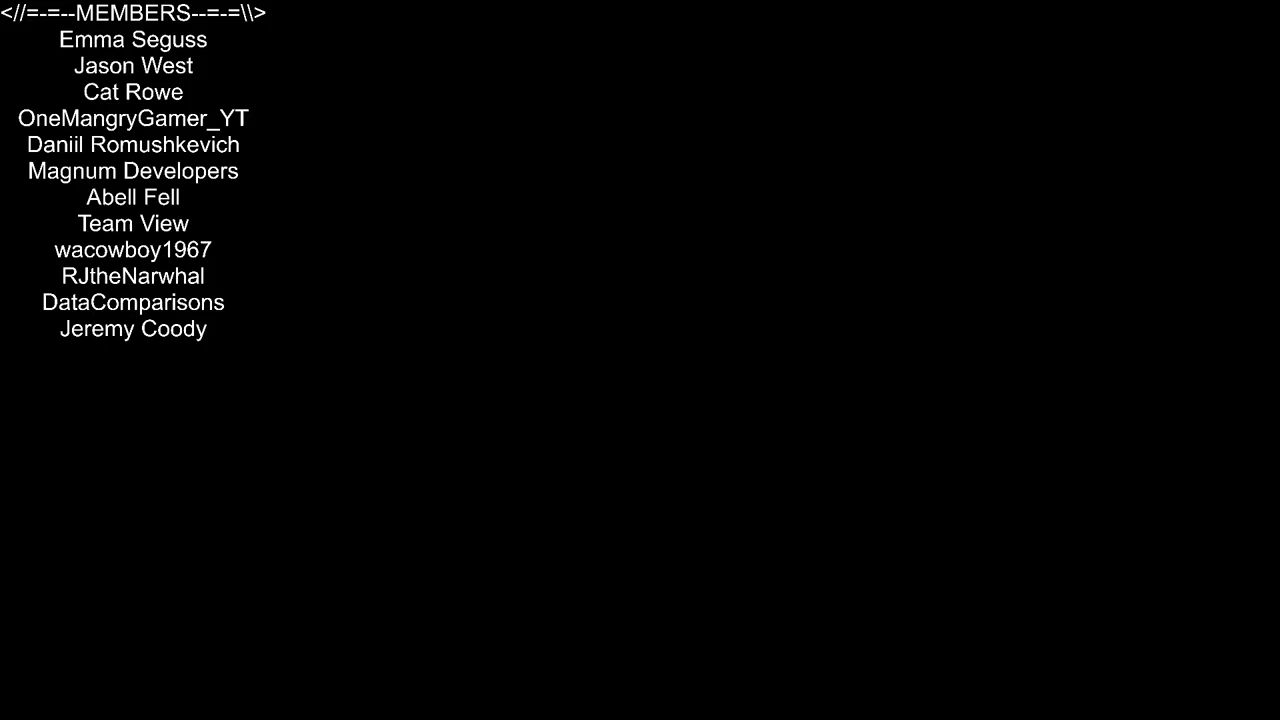 <//=-=--MEMBERS--=-=\\>
Emma Seguss
Jason West
Cat Rowe
OneMangryGamer_YT
Daniil Romushkevich
Magnum Developers
Abell Fell
Team View
wacowboy1967
RJtheNarwhal
DataComparisons
Jeremy Coody